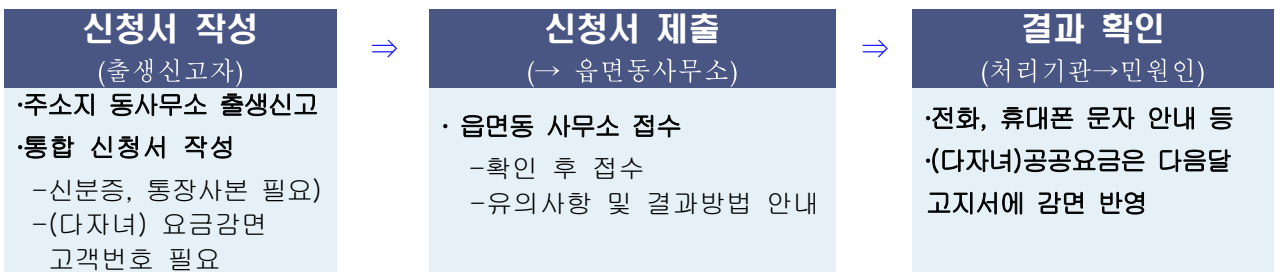 신청서 작성
(출생신고자)
·주소지 동사무소 출생신고
·통합 신청서 작성
-신분증, 통장사본 필요)
-(다자녀) 요금감면
고객번호 필요
⇒
신청서 제출
(→ 읍면동사무소)
· 읍면동 사무소 접수
-확인 후 접수
-유의사항 및 결과방법 안내
⇒
결과 확인
(처리기관→민원인)
·전화, 휴대폰 문자 안내 등
·(다자녀)공공요금은 다음달
고지서에 감면 반영